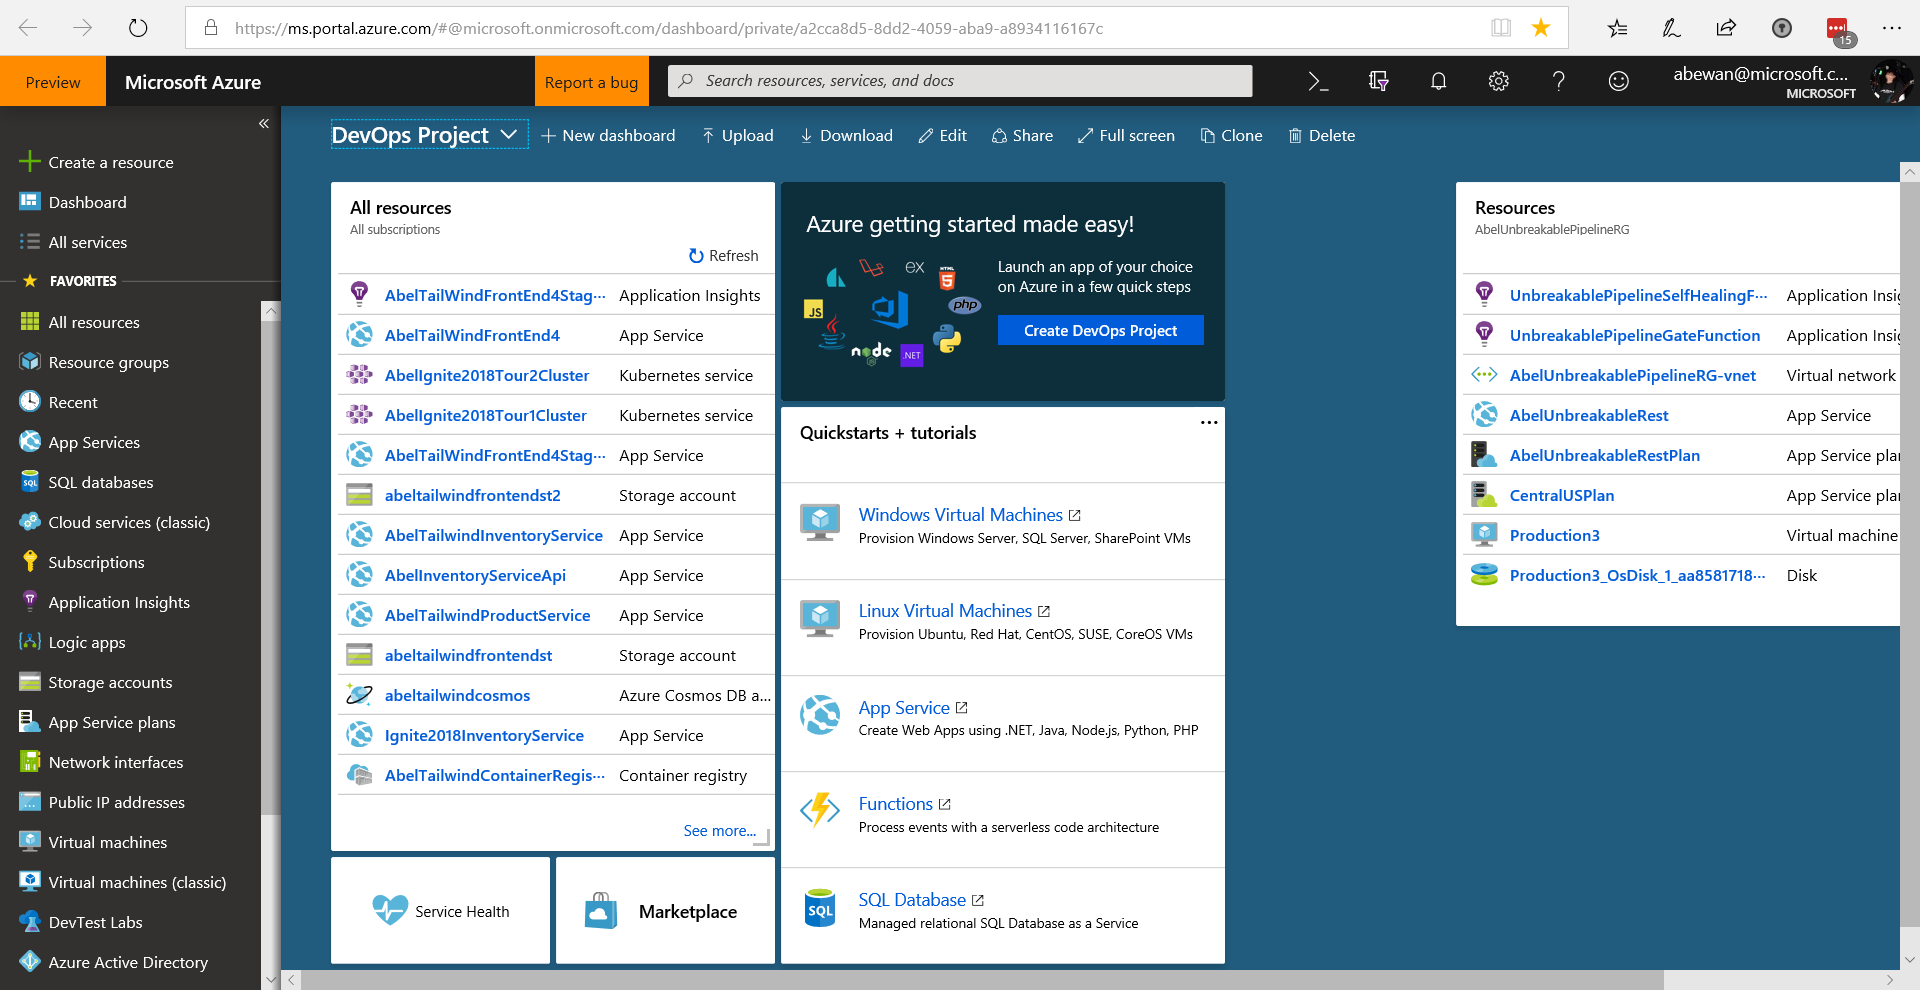 https://ms.portal.azure.com/#@microsoft.onmicrosoft.com/dashboard/private/a2cca8d5-8dd2-4059-aba9-a8934116167c
15
Preview
Microsoft Azure
Report a bug
Search resources, services, and docs
abewan@microsoft.c...
MICROSOFT
DevOps Project
New dashboard
Upload
Download
Edit
Share
Full screen
Clone
Delete
Create a resource
Dashboard
All services
FAVORITES
All resources
Resource groups
Recent
App Services
SQL databases
Cloud services (classic)
Subscriptions
Application Insights
Logic apps
Storage accounts
App Service plans
Network interfaces
Public IP addresses
Virtual machines
Virtual machines (classic)
DevTest Labs
Azure Active Directory
All resources
All subscriptions
Refresh
AbelTailWindFrontEnd4Stag··· Application Insights
AbelTailWindFrontEnd4 App Service
AbelIgnite2018Tour2Cluster Kubernetes service
AbelIgnite2018Tour1Cluster Kubernetes service
AbelTailWindFrontEnd4Stag··· App Service
abeltailwindfrontendst2 Storage account
AbelTailwindInventoryService App Service
AbelInventoryServiceApi App Service
AbelTailwindProductService App Service
abeltailwindfrontendst Storage account
abeltailwindcosmos Azure Cosmos DB a...
Ignite2018InventoryService App Service
AbelTailwindContainerRegis··· Container registry
See more...
Service Health
Marketplace
Azure getting started made easy!
EX
HTML
5
JS
php
node
.NET
Launch an app of your choice
on Azure in a few quick steps
Create DevOps Project
Quickstarts + tutorials
Windows Virtual Machines
Provision Windows Server, SQL Server, SharePoint VMs
Linux Virtual Machines
Provision Ubuntu, Red Hat, CentOS, SUSE, CoreOS VMs
App Service
Create Web Apps using .NET, Java, Node.js, Python, PHP
Functions
Process events with a serverless code architecture
SQL
SQL Database
Managed relational SQL Database as a Service
Resources
AbelUnbreakablePipelineRG
UnbreakablePipelineSelfHealingF··· Application Insi
UnbreakablePipelineGateFunction Application Insi
AbelUnbreakablePipelineRG-vnet Virtual network
AbelUnbreakableRest App Service
AbelUnbreakableRestPlan App Service pla
CentralUSPlan App Service pla
Production3 Virtual machine
Production3_OsDisk_1_aa8581718··· Disk